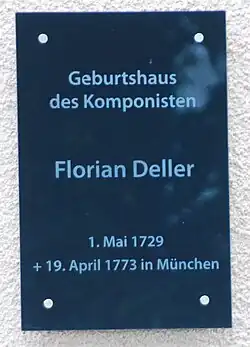 Geburtshaus
des Komponisten
Florian Deller
1. Mai 1729
+ 19. April 1773 in München